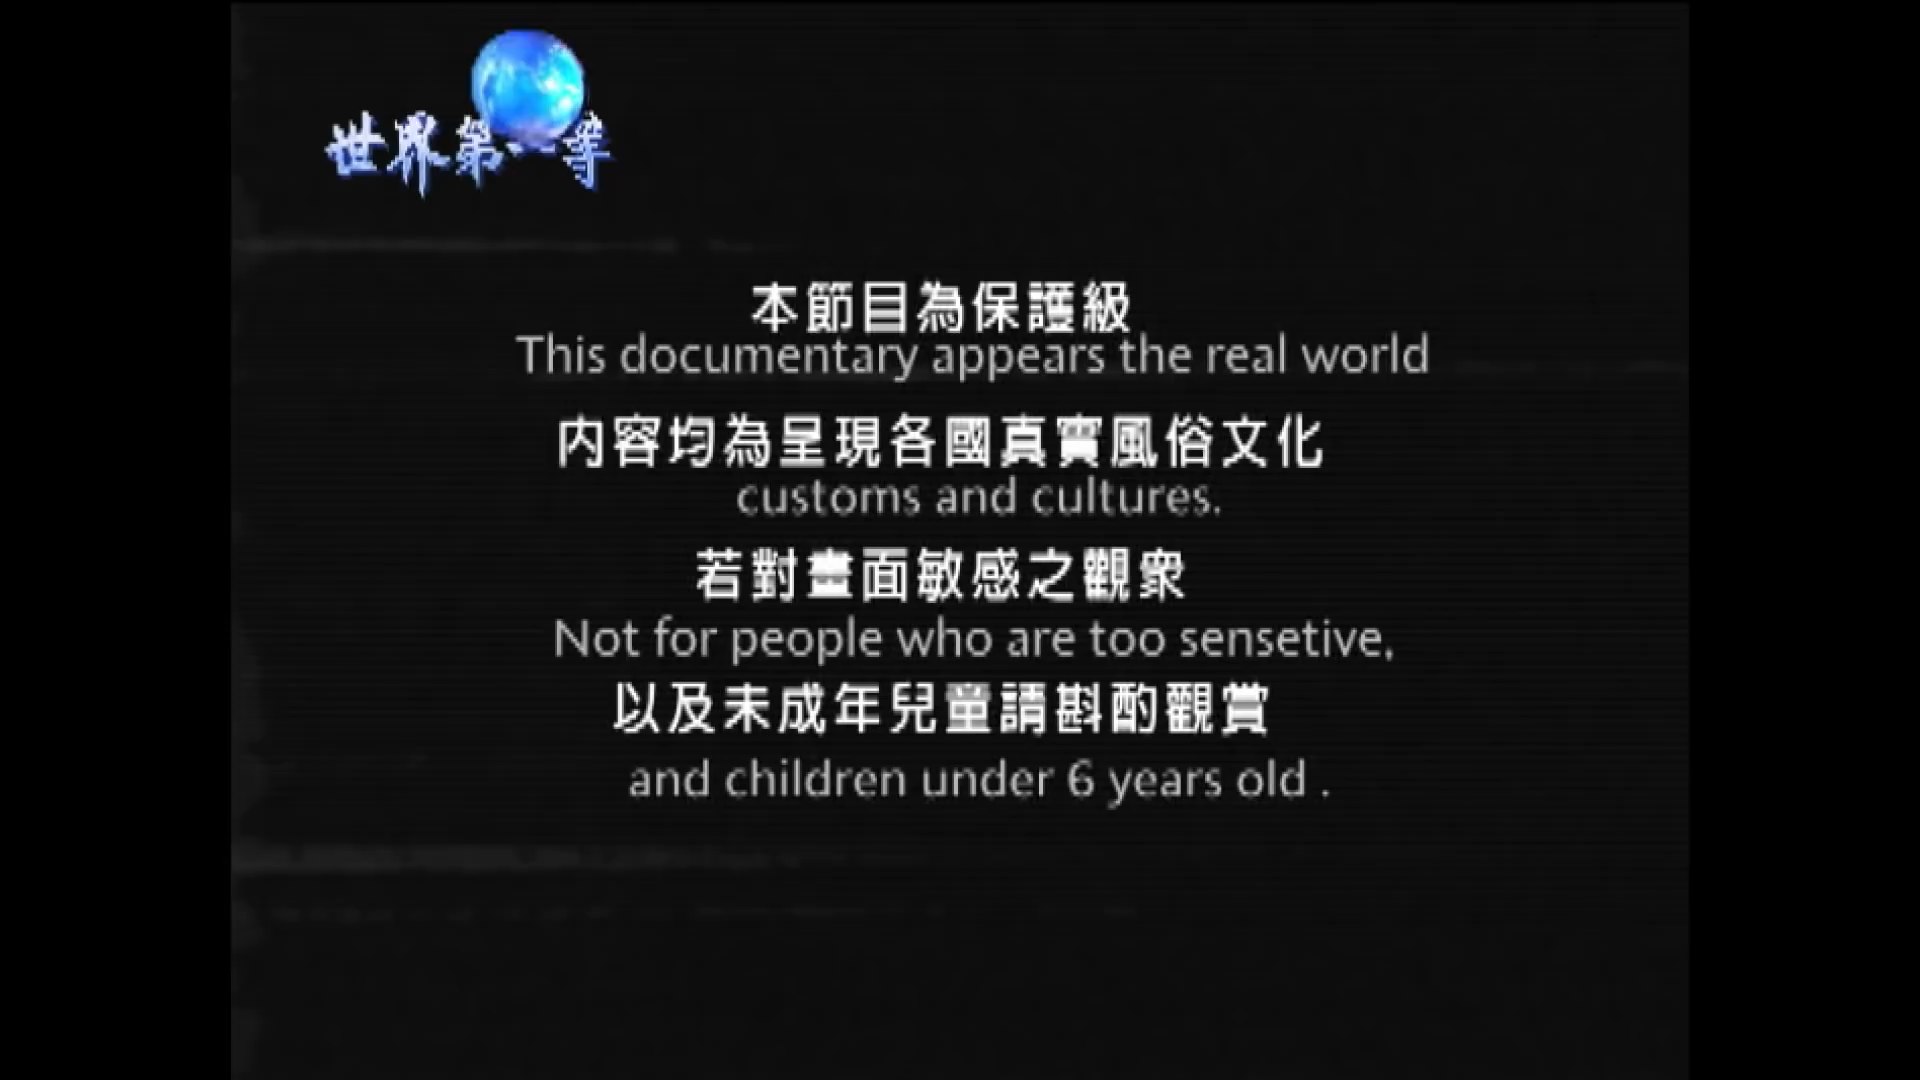 世界第一等
本節目為保護級
This documentary appears the real world
内容均為呈現各國真實風俗文化
customs and cultures.
若對畫面敏感之觀眾
Not for people who are too sensetive,
以及未成年兒童請斟酌觀賞
and children under 6 years old .